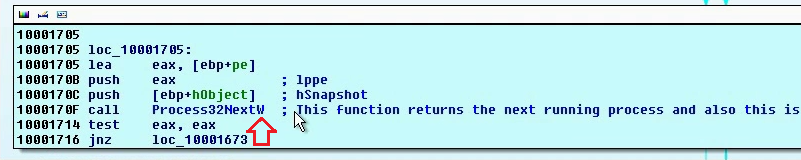 10001705
10001705 loc_10001705:
10001705 lea eax, [ebp+pe]
1000170B push eax ; lppe
1000170C push [ebp+hObject] ; hSnapshot
1000170F call Process32NextW ; This function returns the next running process and also this is
10001714 test eax, eax
10001716 jnz loc_10001673